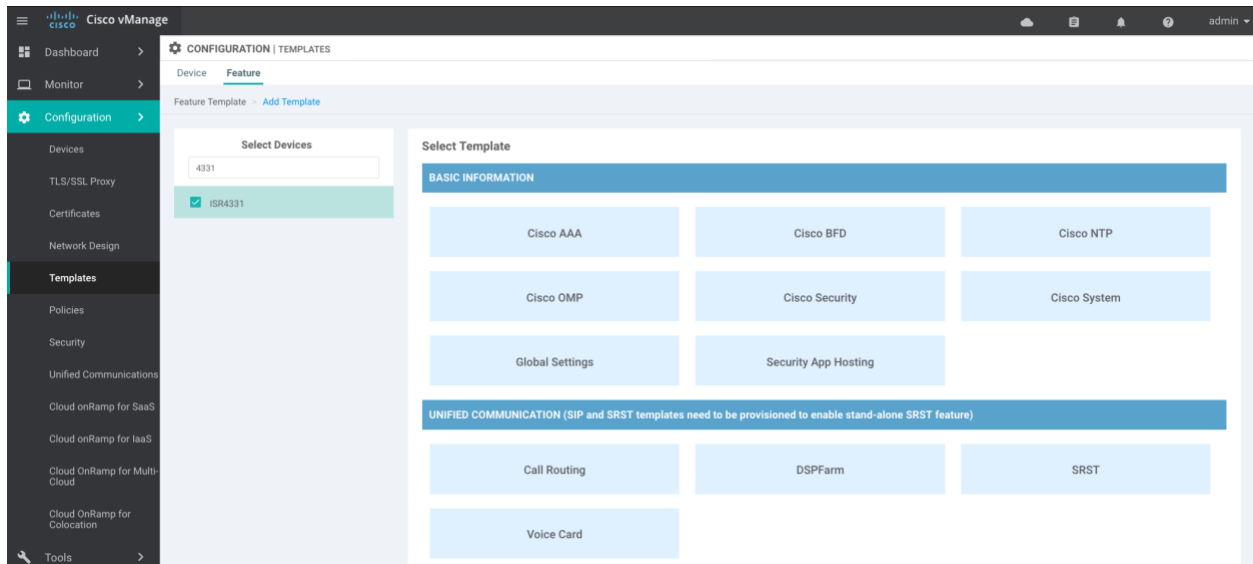 cisco
Cisco vManage
admin
Dashboard
Monitor
Configuration
Devices
TLS/SSL Proxy
Certificates
Network Design
Templates
Policies
Security
Unified Communications
Cloud onRamp for SaaS
Cloud onRamp for IaaS
Cloud OnRamp for Multi-
Cloud
Cloud OnRamp for
Colocation
Tools
CONFIGURATION | TEMPLATES
Device Feature
Feature Template > Add Template
Select Devices
4331
ISR4331
Select Template
BASIC INFORMATION
Cisco AAA
Cisco BFD
Cisco NTP
Cisco OMP
Cisco Security
Cisco System
Global Settings
Security App Hosting
UNIFIED COMMUNICATION (SIP and SRST templates need to be provisioned to enable stand-alone SRST feature)
Call Routing
DSPFarm
SRST
Voice Card